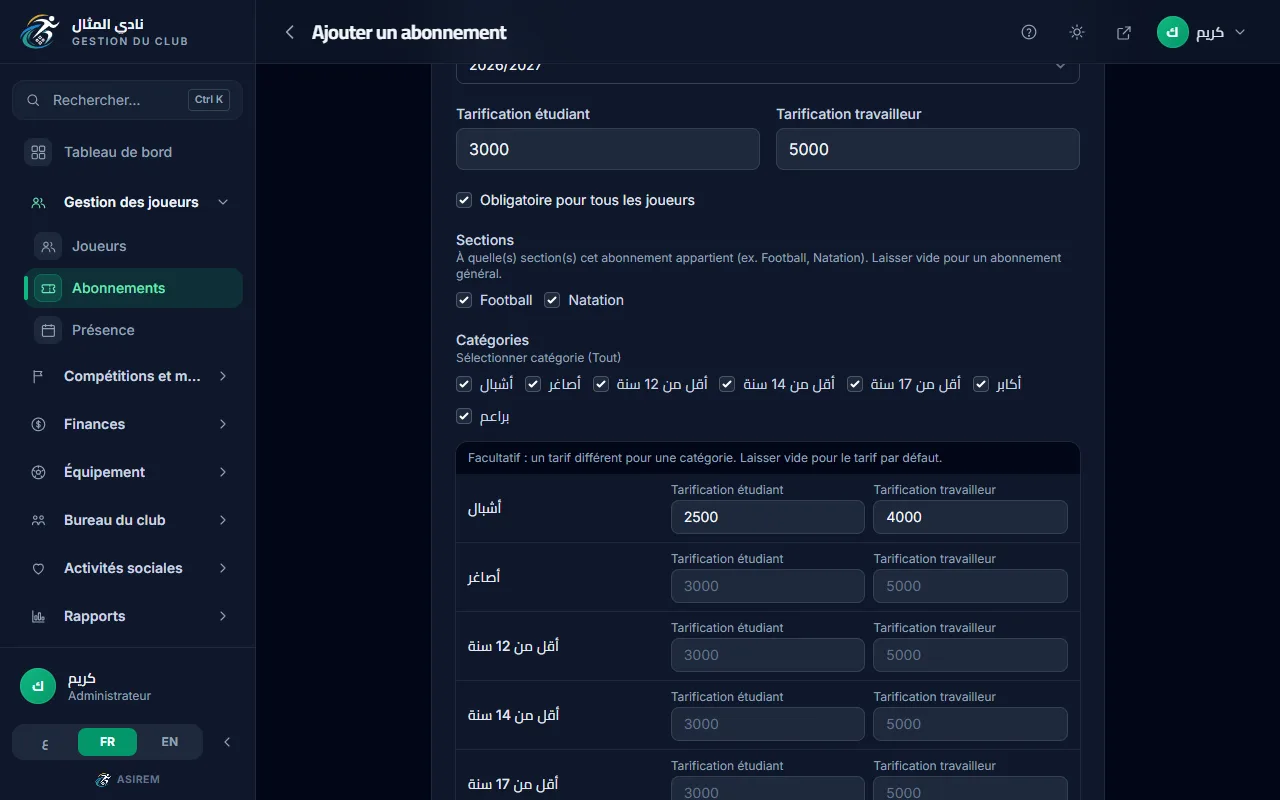 نادي المثال
GESTION DU CLUB
Ajouter un abonnement
ك
كريم
Rechercher...
Ctrl K
Tableau de bord
Gestion des joueurs
Joueurs
Abonnements
Présence
Compétitions et m...
Finances
Équipement
Bureau du club
Activités sociales
Rapports
ك
كريم
Administrateur
ع
FR
EN
ASIREM
2026/2027
Tarification étudiant
Tarification travailleur
3000
5000
Obligatoire pour tous les joueurs
Sections
À quelle(s) section(s) cet abonnement appartient (ex. Football, Natation). Laisser vide pour un abonnement
général.
Football
Natation
Catégories
Sélectionner catégorie (Tout)
أشبال
أصاغر
أقل من 12 سنة
أقل من 14 سنة
أقل من 17 سنة
أكابر
براعم
Facultatif : un tarif différent pour une catégorie. Laisser vide pour le tarif par défaut.
Tarification étudiant
Tarification travailleur
أشبال
2500
4000
Tarification étudiant
Tarification travailleur
أصاغر
3000
5000
Tarification étudiant
Tarification travailleur
أقل من 12 سنة
3000
5000
Tarification étudiant
Tarification travailleur
أقل من 14 سنة
3000
5000
Tarification étudiant
Tarification travailleur
أقل من 17 سنة
3000
5000